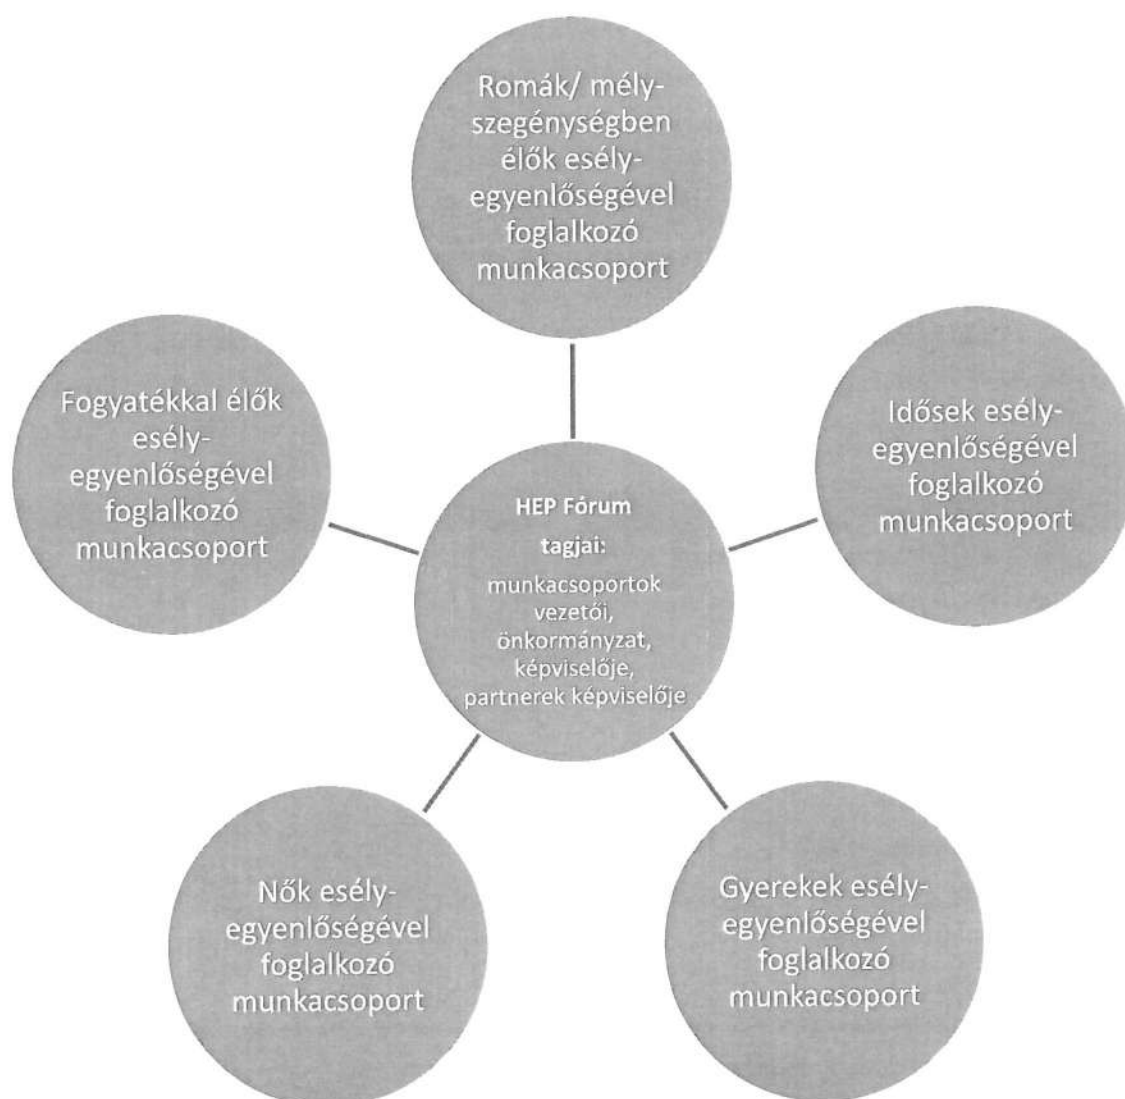 Romák/ mély-
szegénységben
élők esély-
egyenlőségével
foglalkozó
munkacsoport
Fogyatékkal élők
esély-
egyenlőségével
foglalkozó
munkacsoport
Idősek esély-
egyenlőségével
foglalkozó
munkacsoport
HEP Fórum
tagjai:
munkacsoportok
vezetői,
önkormányzat,
képviselője,
partnerek képviselője
Nők esély-
egyenlőségével
foglalkozó
munkacsoport
Gyerekek esély-
egyenlőségével
foglalkozó
munkacsoport